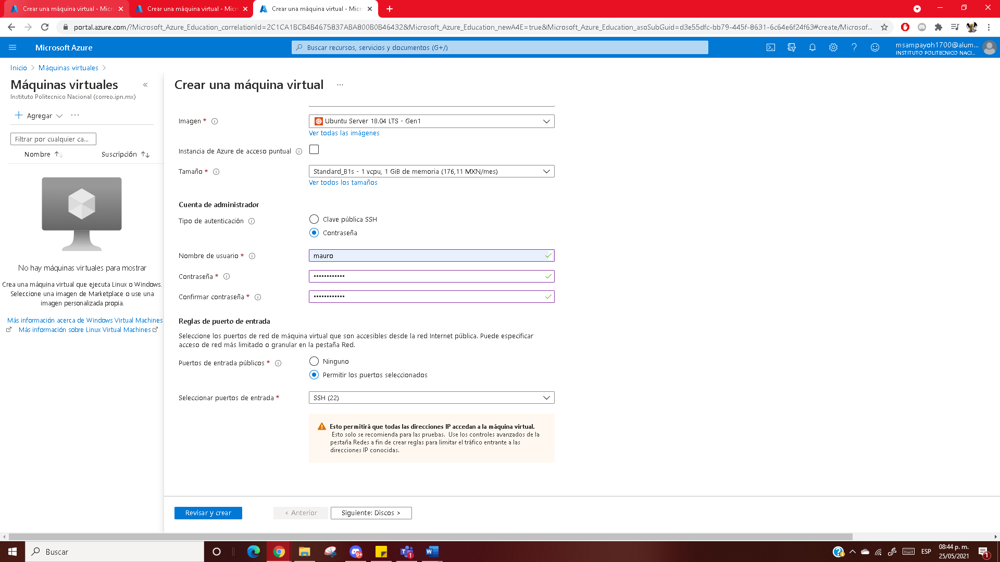 Crear una máquina virtual - Micr
Crear una máquina virtual - Micr
Crear una máquina virtual - Micr
portal.azure.com/?Microsoft_Azure_Education_correlationId=2C1CA1BCB4B4675837ABA800B0B46432&Microsoft_Azure_Education_newA4E=true&Microsoft_Azure_Education_asoSubGuid=d3e55dfc-bb79-445f-8631-6c64e6f24f63#create/Microsof...
Microsoft Azure
Buscar recursos, servicios y documentos (G+/)
msampayoh1700@alum...
INSTITUTO POLITECNICO NACI...
Inicio > Máquinas virtuales >
Máquinas virtuales «
Instituto Politecnico Nacional (correo.ipn.mx)
+ Agregar ...
Filtrar por cualquier ca...
Nombre ↑↓ Suscripción ↑↓
No hay máquinas virtuales para mostrar
Crea una máquina virtual que ejecuta Linux o Windows.
Seleccione una imagen de Marketplace o use una
imagen personalizada propia.
Más información acerca de Windows Virtual Machines
Más información sobre Linux Virtual Machines
Crear una máquina virtual ...
Imagen *
Ubuntu Server 18.04 LTS - Gen1
Ver todas las imágenes
Instancia de Azure de acceso puntual
Tamaño *
Standard_B1s - 1 vcpu, 1 GiB de memoria (176,11 MXN/mes)
Ver todos los tamaños
Cuenta de administrador
Tipo de autenticación
Clave pública SSH
Contraseña
Nombre de usuario *
mauro
Contraseña *
••••••••••••
Confirmar contraseña *
••••••••••••
Reglas de puerto de entrada
Seleccione los puertos de red de máquina virtual que son accesibles desde la red Internet pública. Puede especificar
acceso de red más limitado o granular en la pestaña Red.
Puertos de entrada públicos *
Ninguno
Permitir los puertos seleccionados
Seleccionar puertos de entrada *
SSH (22)
Esto permitirá que todas las direcciones IP accedan a la máquina virtual.
Esto solo se recomienda para las pruebas. Use los controles avanzados de la
pestaña Redes a fin de crear reglas para limitar el tráfico entrante a las
direcciones IP conocidas.
Revisar y crear
< Anterior
Siguiente: Discos >
Buscar
9+
1
ESP
08:44 p. m.
25/05/2021
1